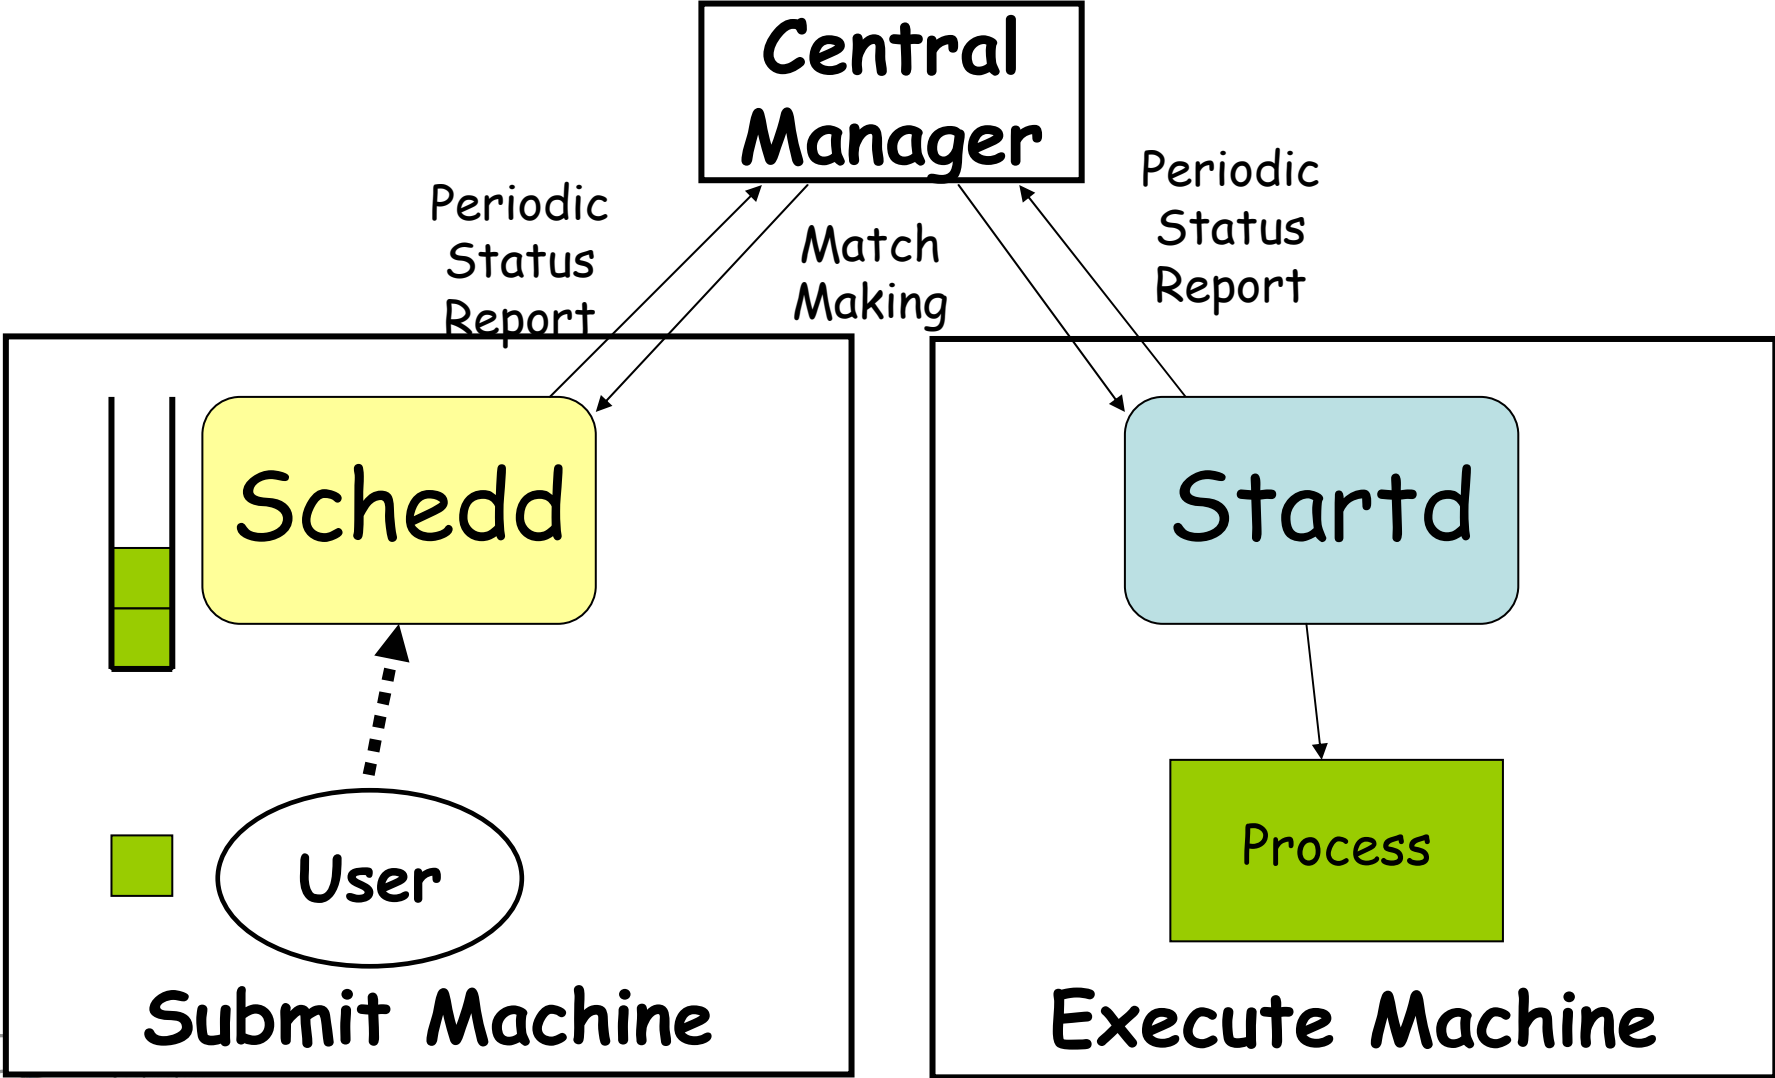 Central
Manager
Periodic
Status
Report
Match
Making
Periodic
Status
Report
Schedd
Startd
User
Process
Submit Machine
Execute Machine